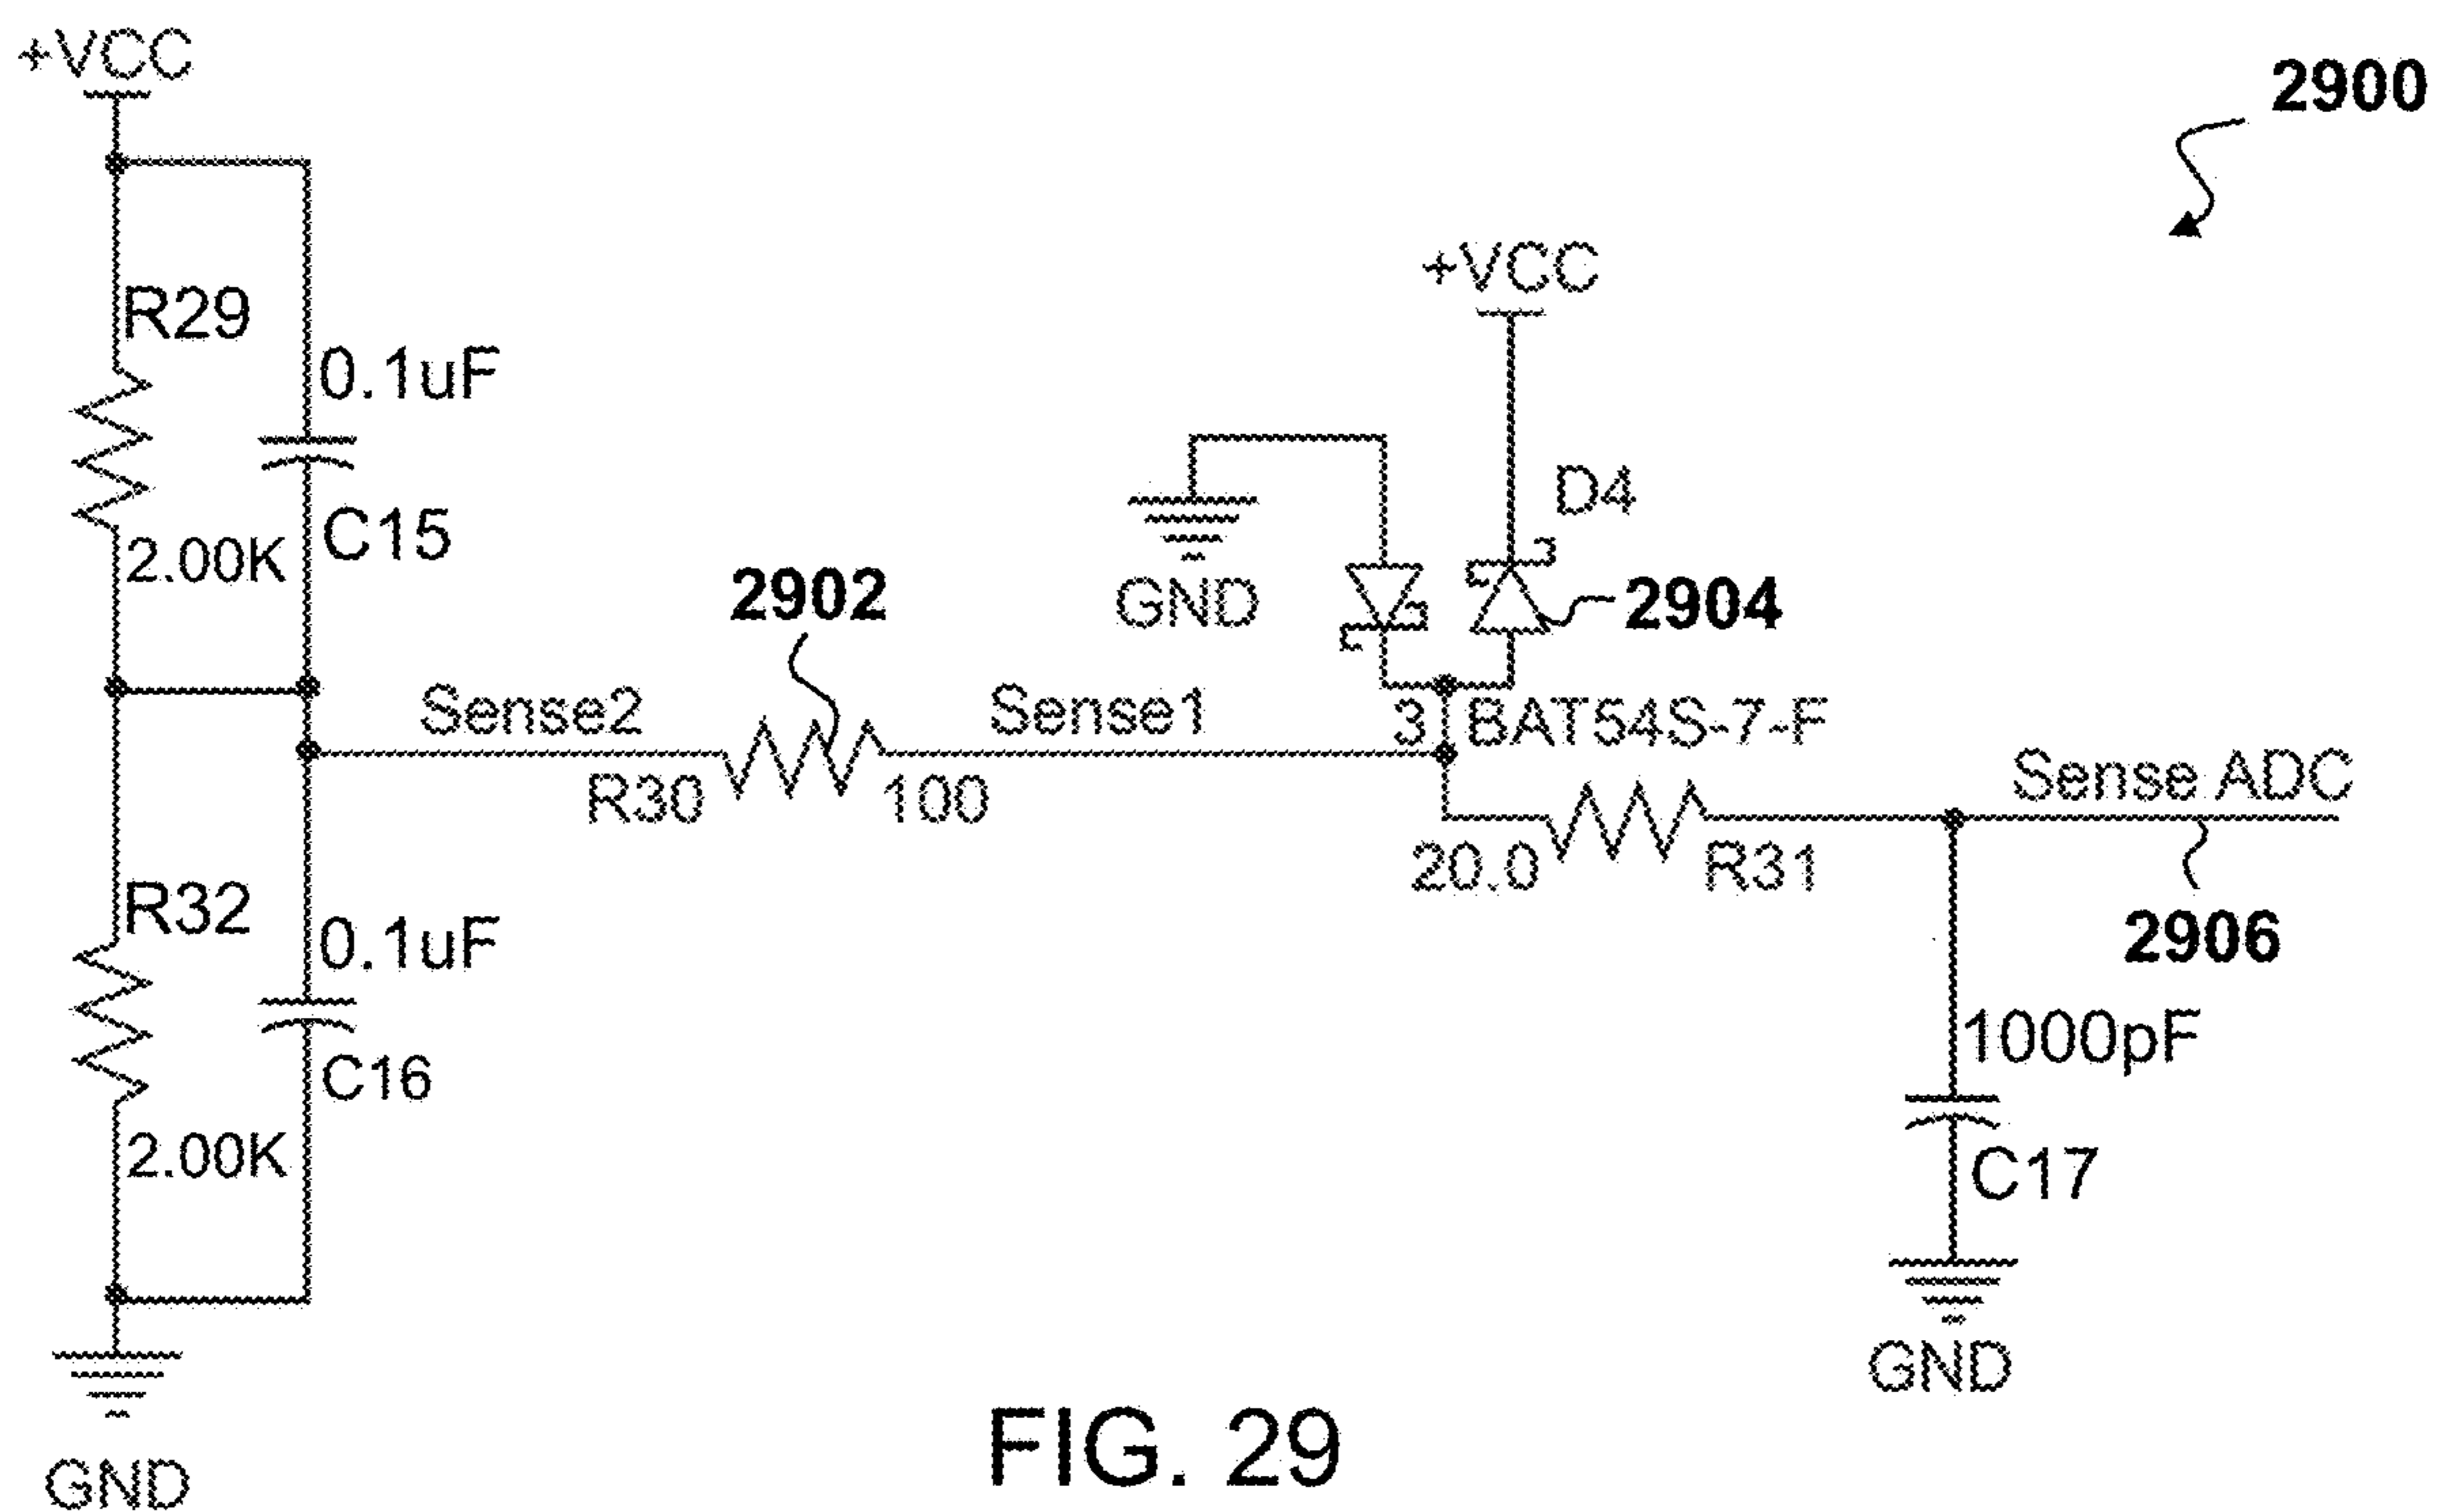 +VCC
2900
R29
0.1uF
+VCC
C15
2.00K
D4
3
GND
2902
2904
Sense2
Sense1
3
BAT54S-7-F
R30
100
Sense ADC
20.0
R31
R32
0.1uF
2906
1000pF
C16
2.00K
C17
GND
GND
FIG. 29